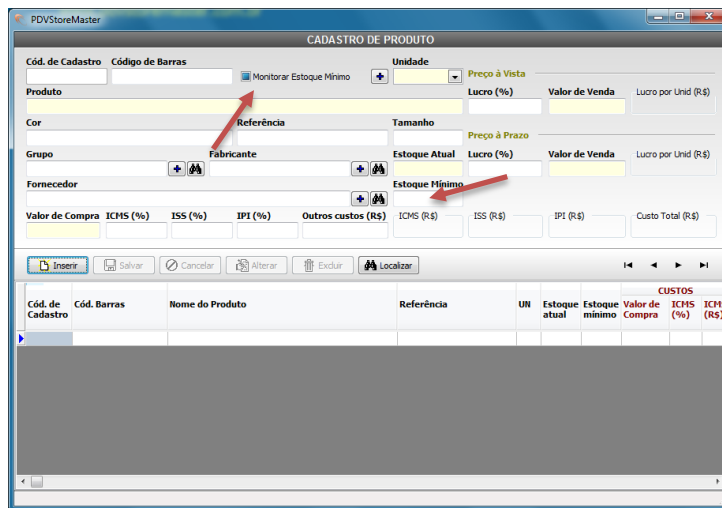 PDVStoreMaster
CADASTRO DE PRODUTO
Cód. de Cadastro Código de Barras Unidade
Monitorar Estoque Mínimo Preço à Vista
Produto Lucro (%) Valor de Venda Lucro por Unid (R$)
Cor Referência Tamanho
Preço à Prazo
Grupo Fabricante Estoque Atual Lucro (%) Valor de Venda Lucro por Unid (R$)
Fornecedor Estoque Mínimo
Valor de Compra ICMS (%) ISS (%) IPI (%) Outros custos (R$) ICMS (R$) ISS (R$) IPI (R$) Custo Total (R$)
Inserir Salvar Cancelar Alterar Excluir Localizar
CUSTOS
Cód. de Cód. Barras Nome do Produto Referência UN Estoque Estoque Valor de ICMS ICM
Cadastro atual mínimo Compra (%) (R$)